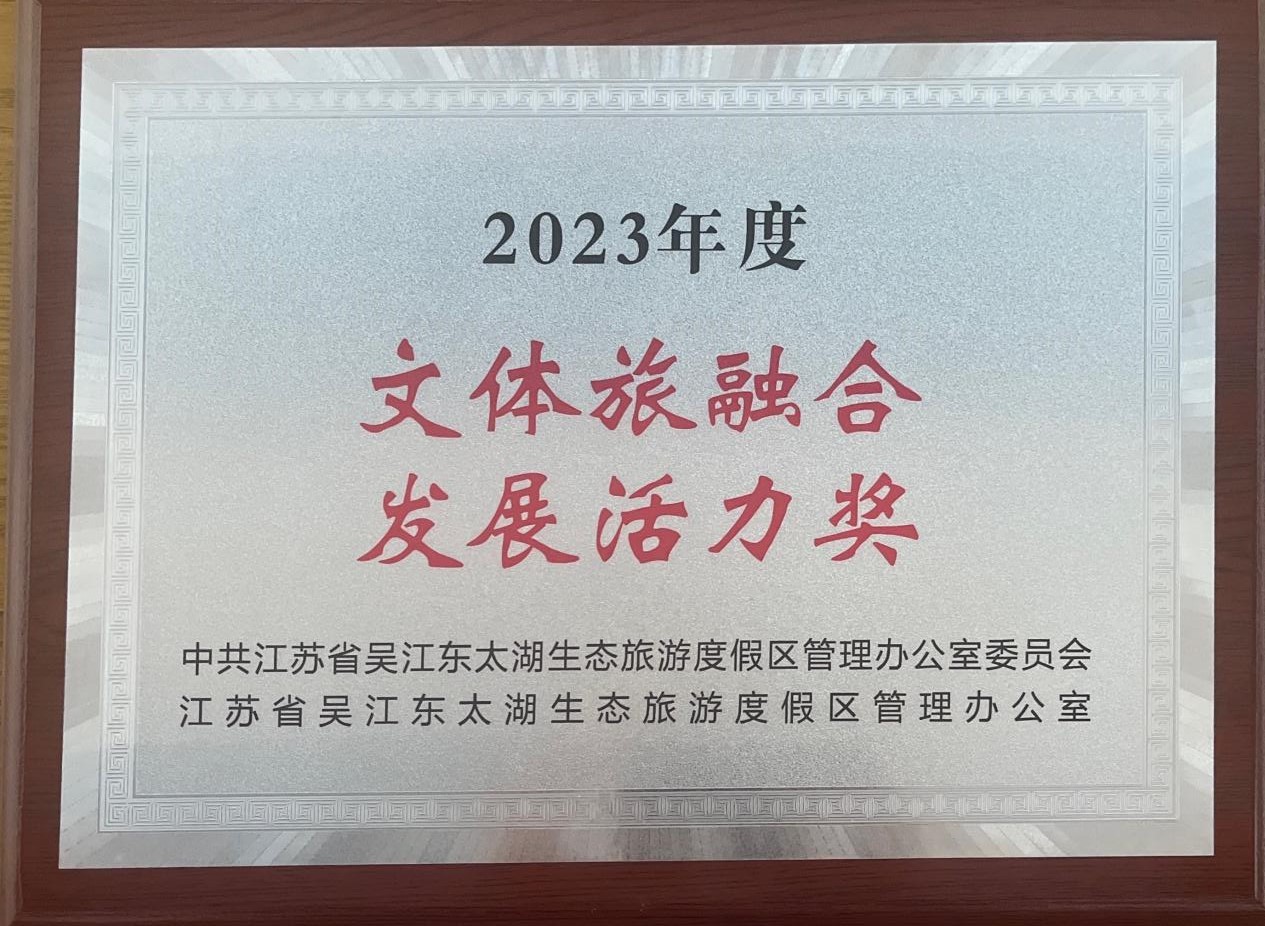 2023年度
文体旅融合
发展活力奖
中共江苏省吴江东太湖生态旅游度假区管理办公室委员会
江苏省吴江东太湖生态旅游度假区管理办公室